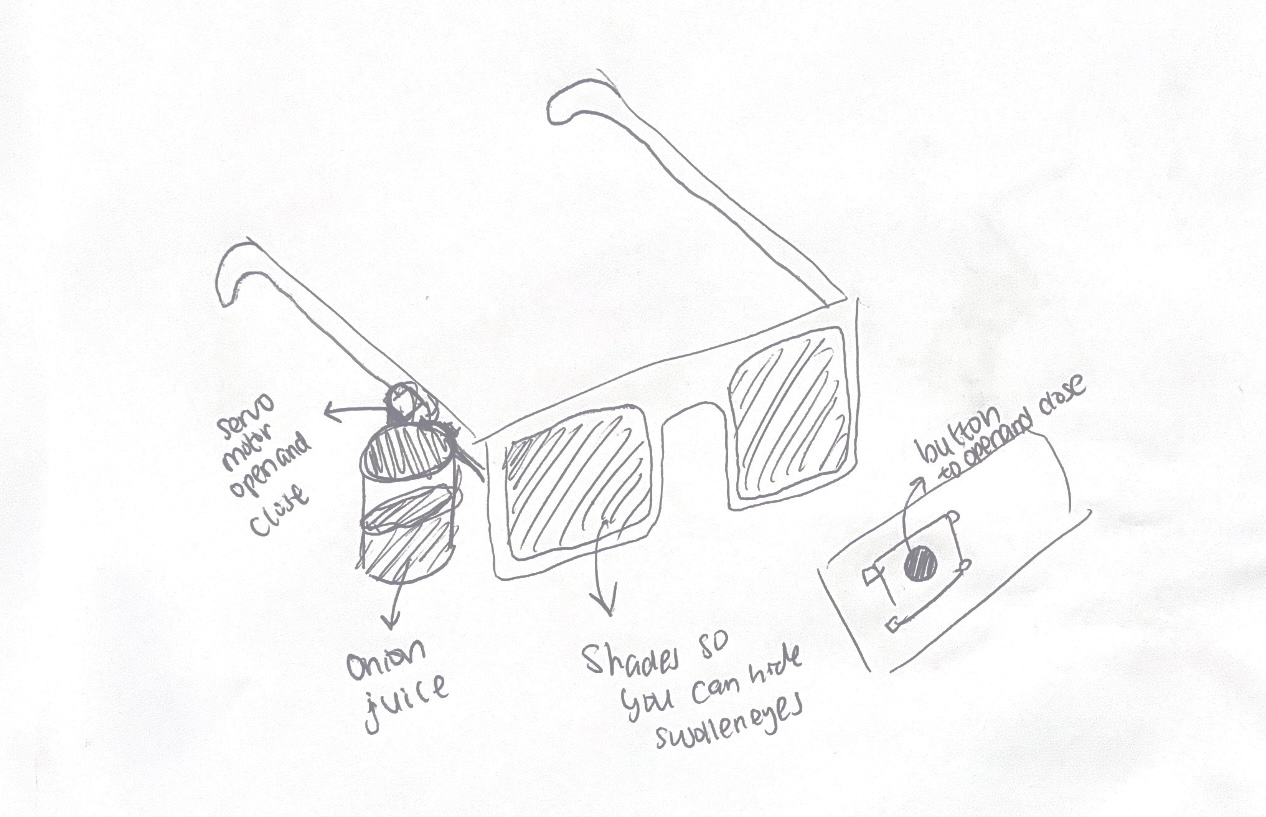 servo
motor
open and
close
onion
juice
Shades so
you can hide
swollen eyes
button
to open and close